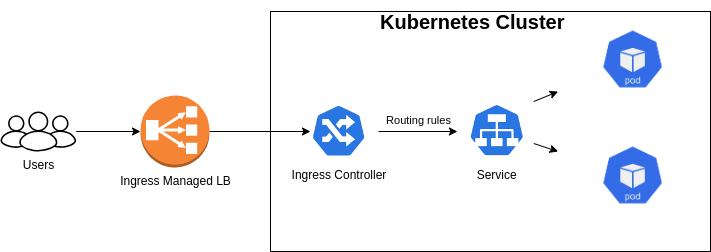 Kubernetes Cluster
pod
Routing rules
Users
Ingress Managed LB
Ingress Controller
Service
pod